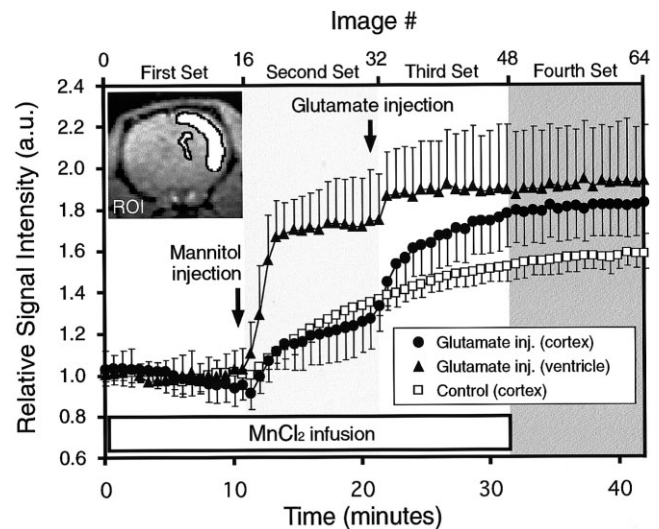 Image #
0 16 32 48 64
First Set Second Set Third Set Fourth Set
2.4
2.2
2.0
1.8
1.6
1.4
1.2
1.0
0.8
0.6
Relative Signal Intensity (a.u.)
Glutamate injection
ROI
Mannitol
injection
Glutamate inj. (cortex)
Glutamate inj. (ventricle)
Control (cortex)
MnCl₂ infusion
0 10 20 30 40
Time (minutes)